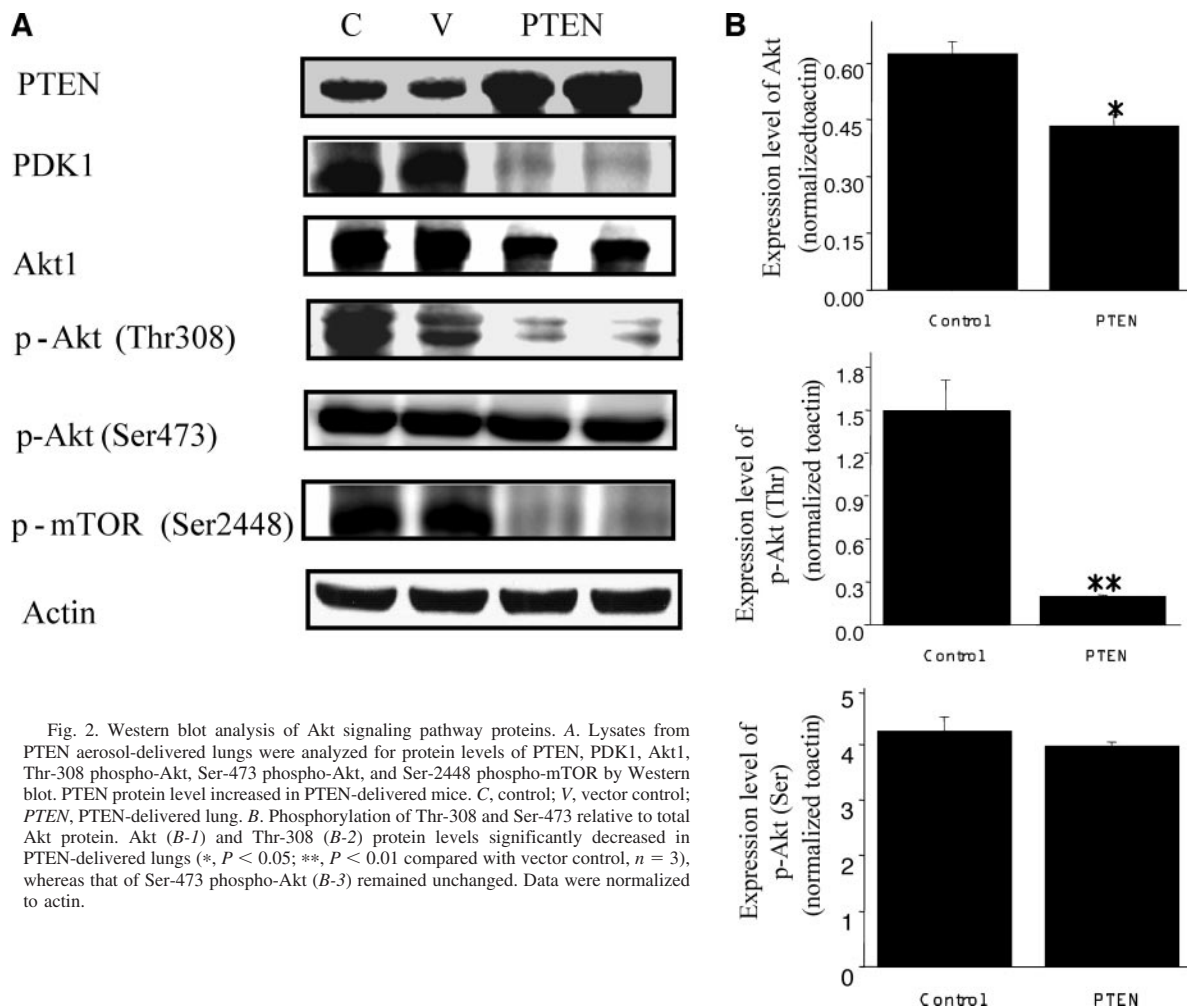 A
C V PTEN
PTEN
PDK1
Akt1
p-Akt (Thr308)
p-Akt (Ser473)
p-mTOR (Ser2448)
Actin
B
Expression level of Akt
(normalizedtoactin)
0.60
0.45
0.30
0.15
0.00
*
Control PTEN
Expression level of
p-Akt (Thr)
(normalized toactin)
1.8
1.5
1.2
0.9
0.6
0.3
0.0
**
Control PTEN
Expression level of
p-Akt (Ser)
(normalized toactin)
5
4
3
2
1
0
Control PTEN
Fig. 2. Western blot analysis of Akt signaling pathway proteins. A. Lysates from
PTEN aerosol-delivered lungs were analyzed for protein levels of PTEN, PDK1, Akt1,
Thr-308 phospho-Akt, Ser-473 phospho-Akt, and Ser-2448 phospho-mTOR by Western
blot. PTEN protein level increased in PTEN-delivered mice. C, control; V, vector control;
PTEN, PTEN-delivered lung. B. Phosphorylation of Thr-308 and Ser-473 relative to total
Akt protein. Akt (B-1) and Thr-308 (B-2) protein levels significantly decreased in
PTEN-delivered lungs (*, P < 0.05; **, P < 0.01 compared with vector control, n = 3),
whereas that of Ser-473 phospho-Akt (B-3) remained unchanged. Data were normalized
to actin.